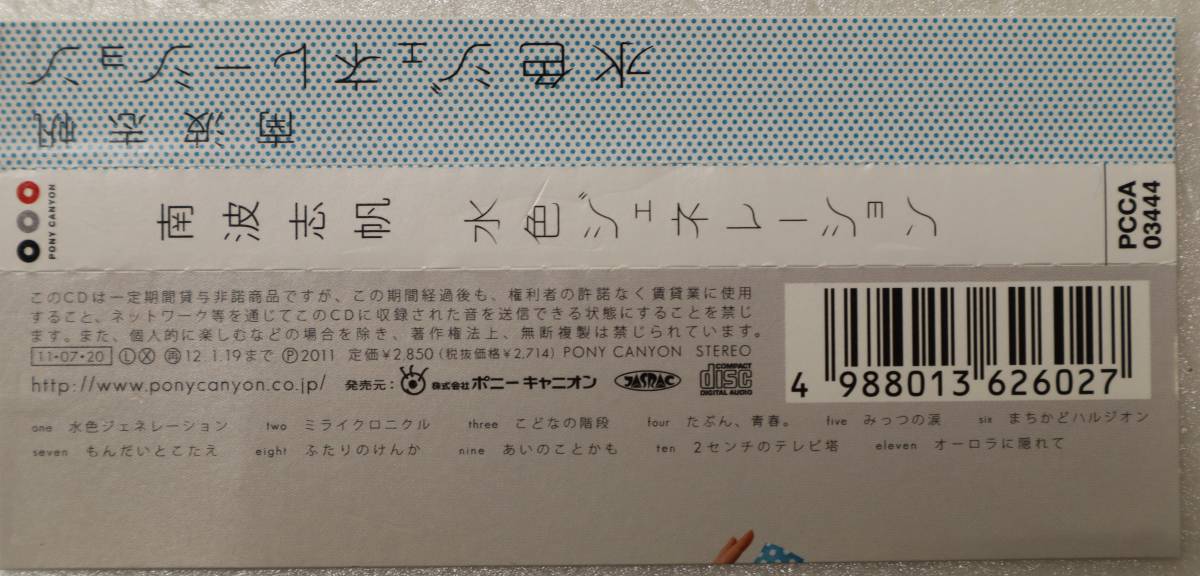 水色ジェネレーション
南波志帆
PONY CANYON
南波志帆 水色ジェネレーション
PCCA
03444
このCDは一定期間貸与非許諾商品ですが、この期間経過後も、権利者の許諾なく賃貸業に使用
すること、ネットワーク等を通じてこのCDに収録された音を送信できる状態にすることを禁じ
ます。また、個人的に楽しむなどの場合を除き、著作権法上、無断複製は禁じられています。
11・07・20 Ⓛ Ⓧ ㊐12.1.19まで Ⓟ2011 定価¥2,850(税抜価格¥2,714) PONY CANYON STEREO
http://www.ponycanyon.co.jp/ 発売元: 株式会社ポニーキャニオン JASRAC COMPACT disc DIGITAL AUDIO
4 988013 626027
one 水色ジェネレーション two ミライクロニクル three こどなの階段 four たぶん、青春。 five みっつの涙 six まちかどハルジオン
seven もんだいとこたえ eight ふたりのけんか nine あいのことかも ten 2センチのテレビ塔 eleven オーロラに隠れて